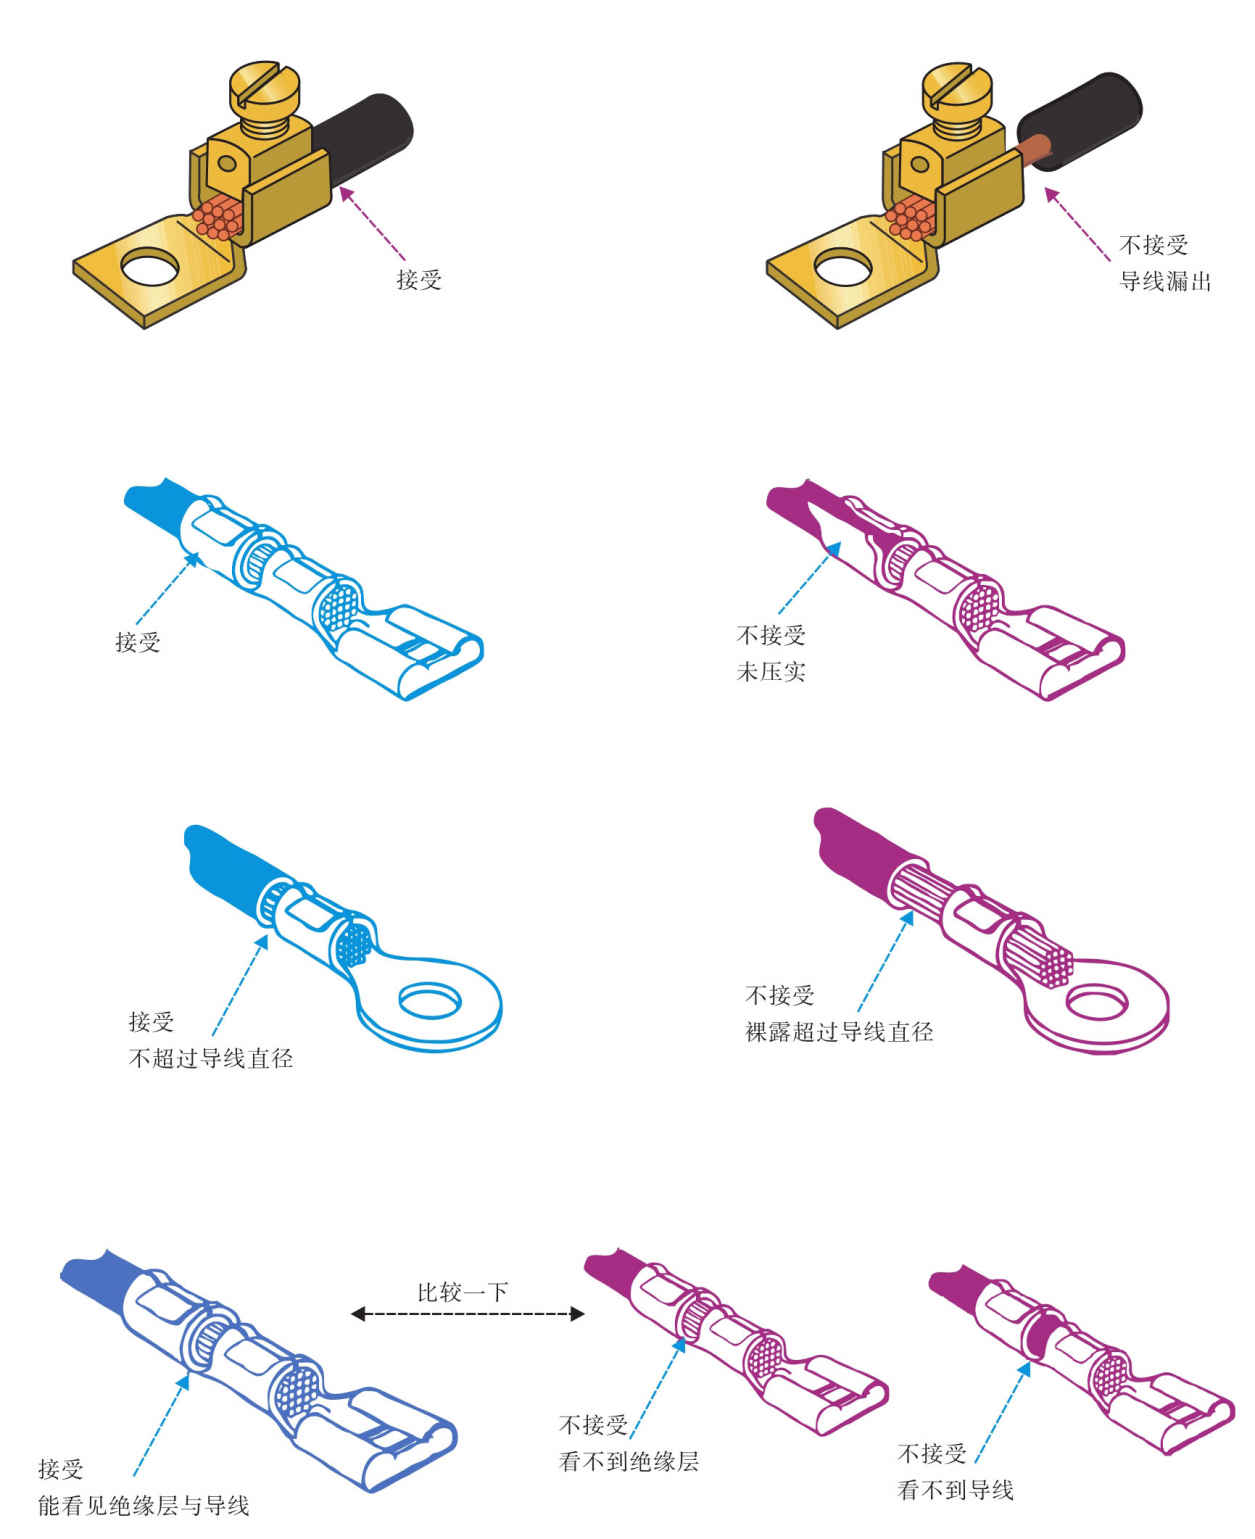 接受
不接受
导线漏出
接受
不接受
未压实
接受
不超过导线直径
不接受
裸露超过导线直径
比较一下
接受
能看见绝缘层与导线
不接受
看不到绝缘层
不接受
看不到导线